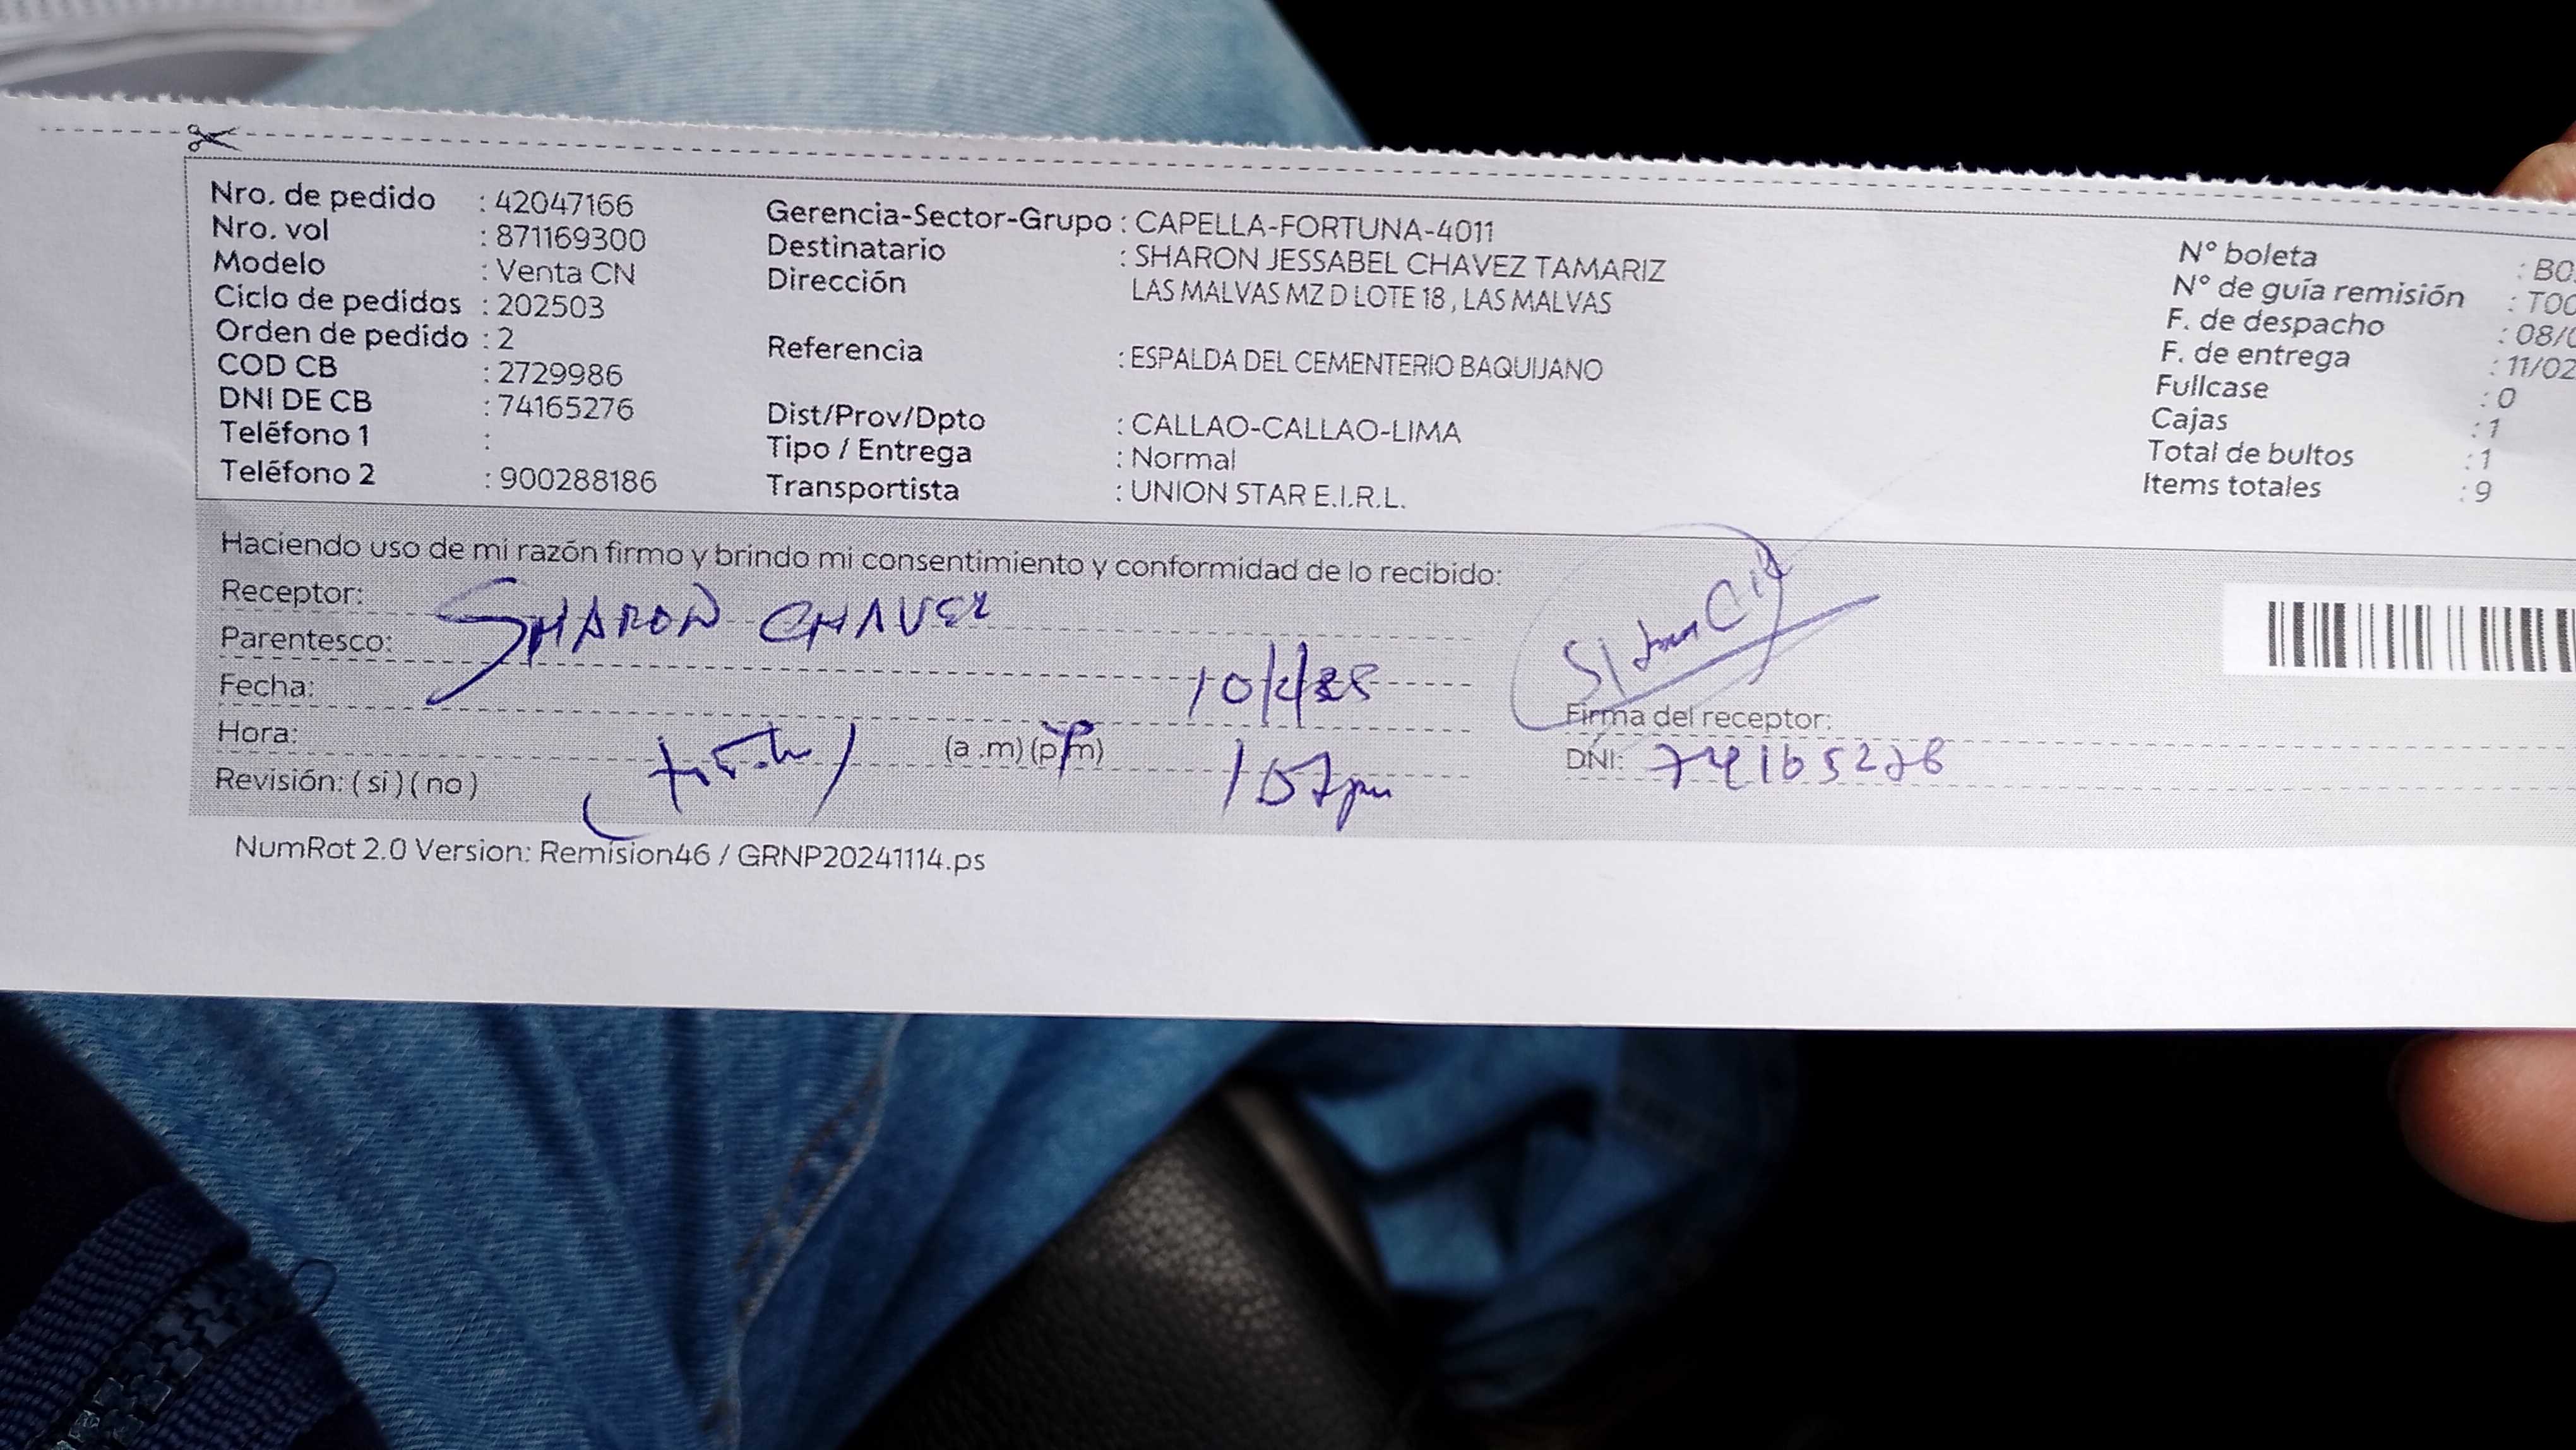 Nro. de pedido : 42047166
Nro. vol : 871169300
Modelo : Venta CN
Ciclo de pedidos : 202503
Orden de pedido : 2
COD CB : 2729986
DNI DE CB : 74165276
Teléfono 1 :
Teléfono 2 : 900288186
Gerencia-Sector-Grupo : CAPELLA-FORTUNA-4011
Destinatario : SHARON JESSABEL CHAVEZ TAMARIZ
Dirección LAS MALVAS MZ D LOTE 18 , LAS MALVAS
Referencia : ESPALDA DEL CEMENTERIO BAQUIJANO
Dist/Prov/Dpto : CALLAO-CALLAO-LIMA
Tipo / Entrega : Normal
Transportista : UNION STAR E.I.R.L.
N° boleta : B0
N° de guía remisión : T00
F. de despacho : 08/
F. de entrega : 11/02
Fullcase : 0
Cajas : 1
Total de bultos : 1
Items totales : 9
Haciendo uso de mi razón firmo y brindo mi consentimiento y conformidad de lo recibido:
Receptor: SHARON CHAVEZ
Parentesco:
Fecha:
Hora: (a .m) (p.m)
Revisión: ( si ) ( no )
Firma del receptor:
DNI: 74165276
NumRot 2.0 Version: Remision46 / GRNP20241114.ps